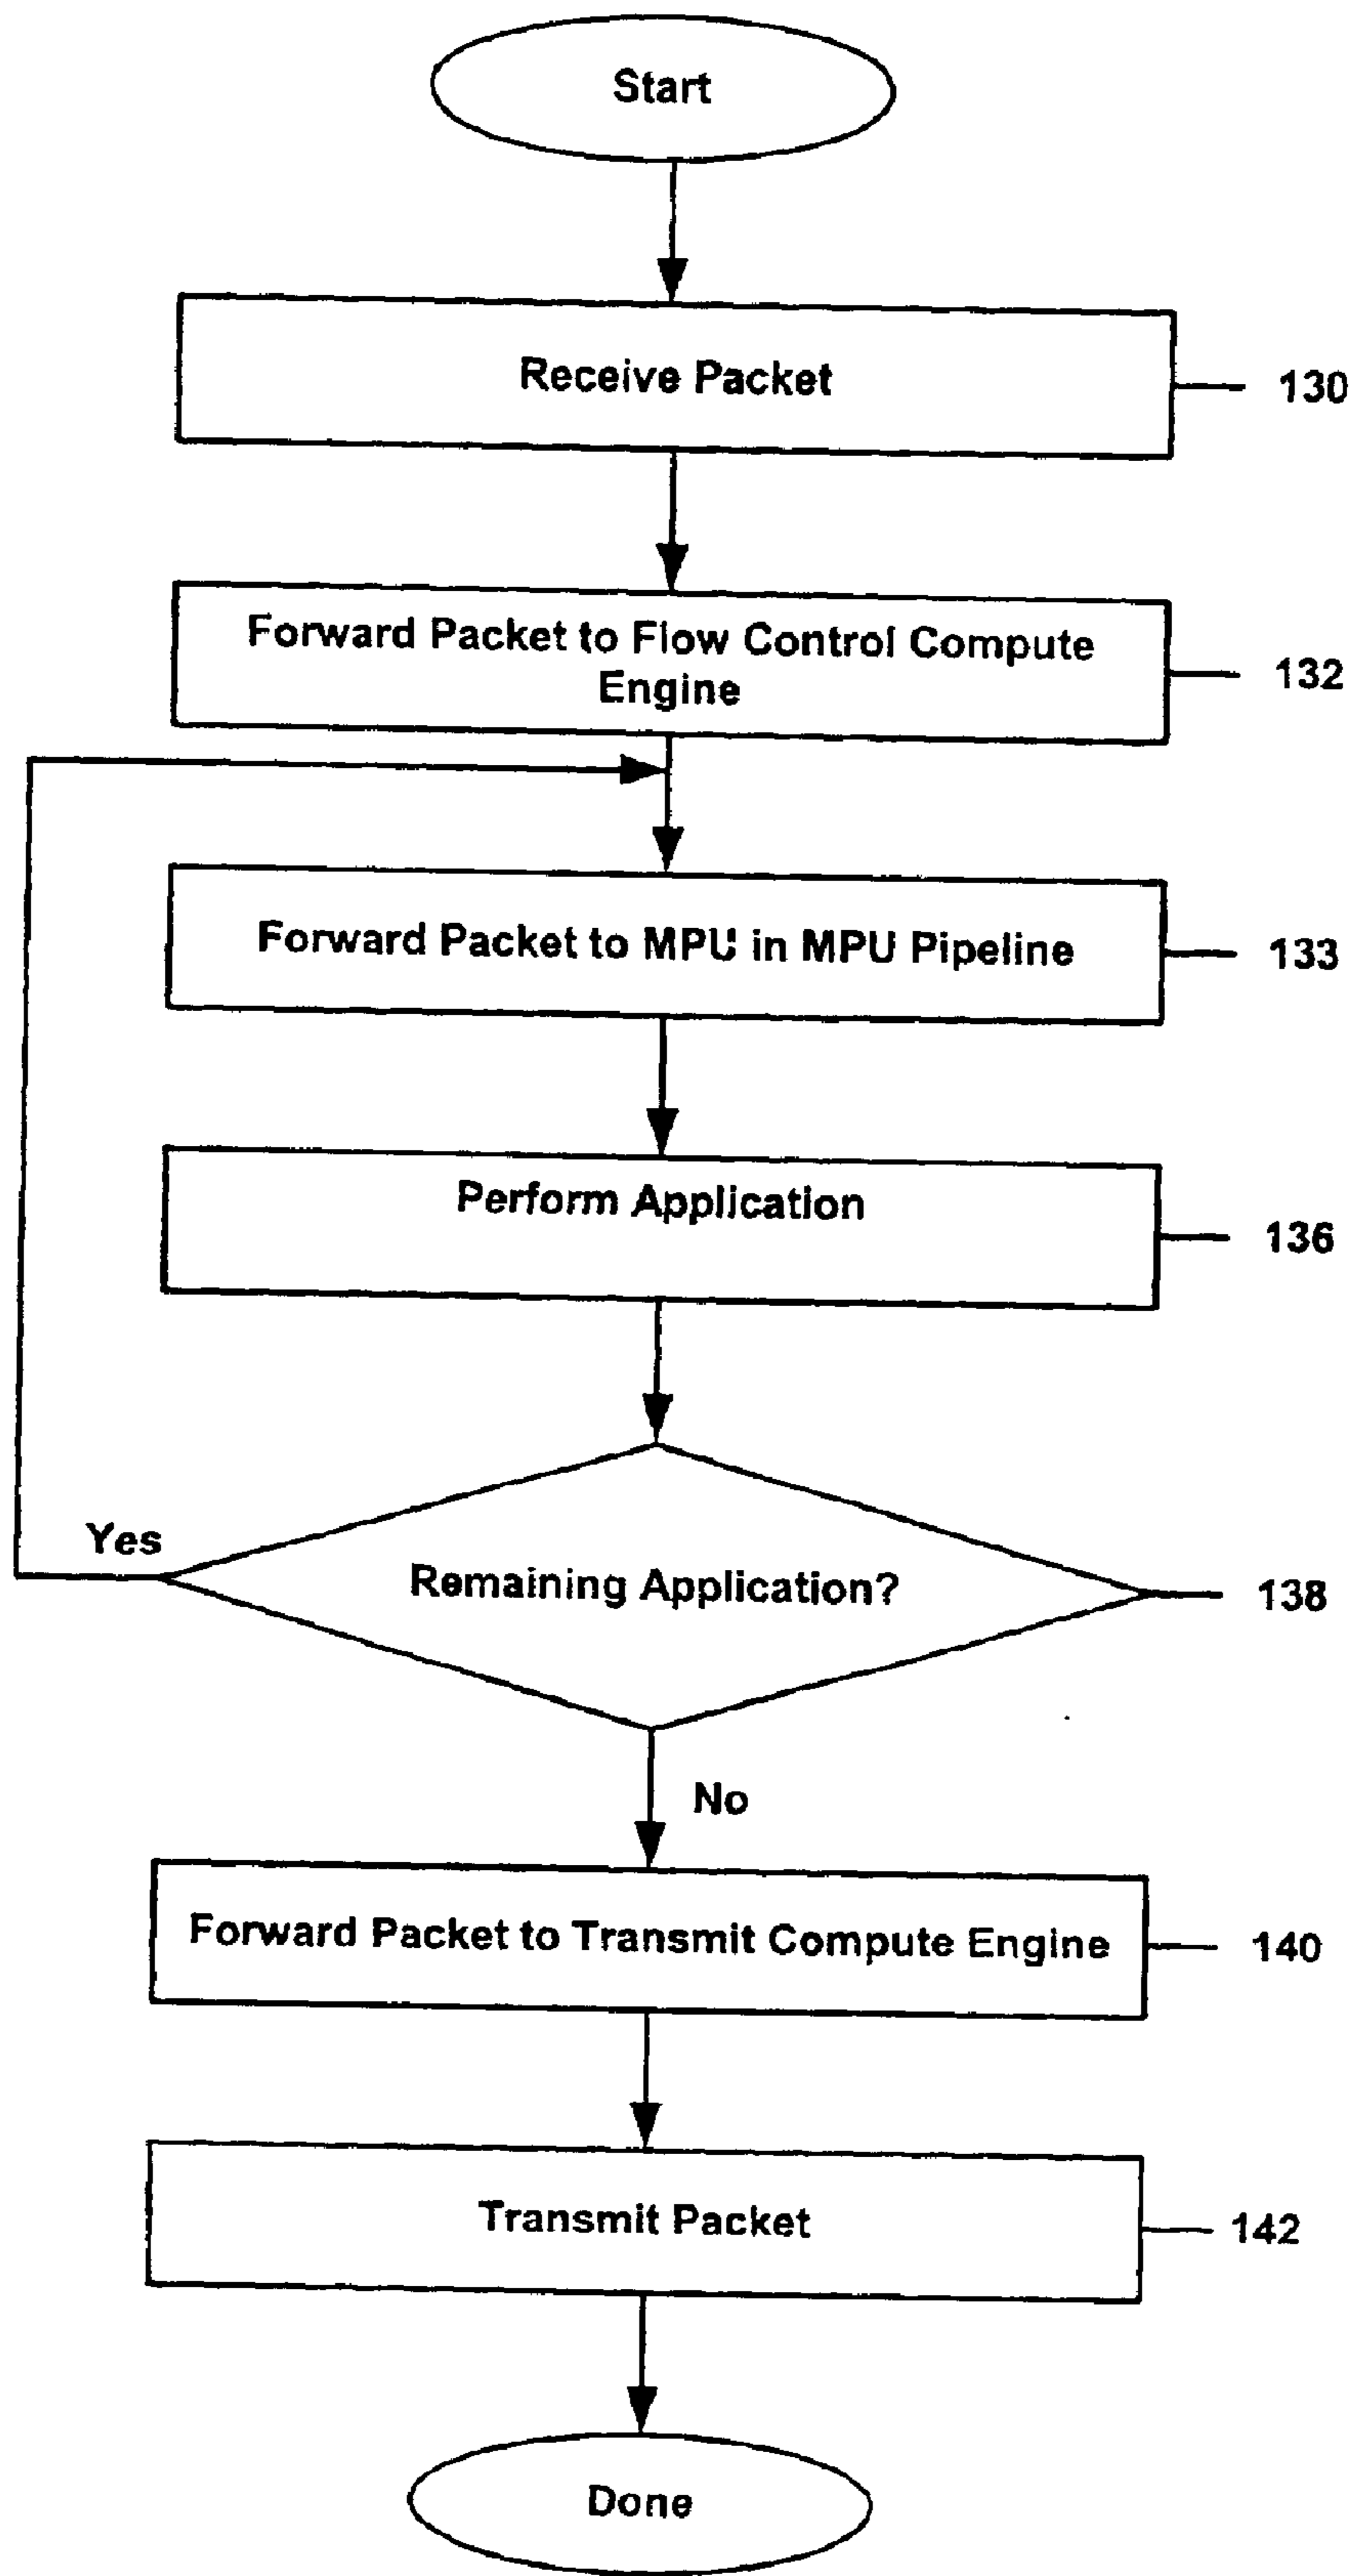 Start
Receive Packet
130
Forward Packet to Flow Control Compute
Engine
132
Forward Packet to MPU in MPU Pipeline
133
Perform Application
136
Yes
Remaining Application?
138
No
Forward Packet to Transmit Compute Engine
140
Transmit Packet
142
Done